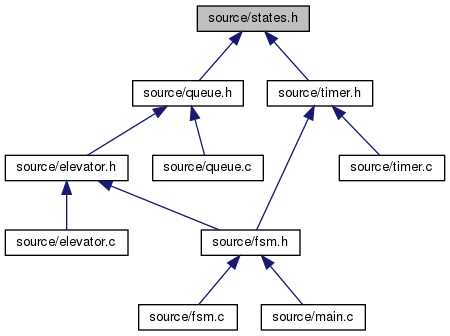 source/states.h
source/queue.h
source/timer.h
source/elevator.h
source/queue.c
source/timer.c
source/elevator.c
source/fsm.h
source/fsm.c
source/main.c